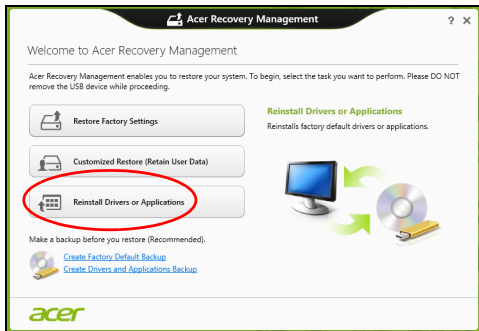 Acer Recovery Management
? ×
Welcome to Acer Recovery Management
Acer Recovery Management enables you to restore your system. To begin, select the task you want to perform. Please DO NOT
remove the USB device while proceeding.
Restore Factory Settings
Customized Restore (Retain User Data)
Reinstall Drivers or Applications
Reinstall Drivers or Applications
Reinstalls factory default drivers or applications.
Make a backup before you restore (Recommended).
Create Factory Default Backup
Create Drivers and Applications Backup
acer